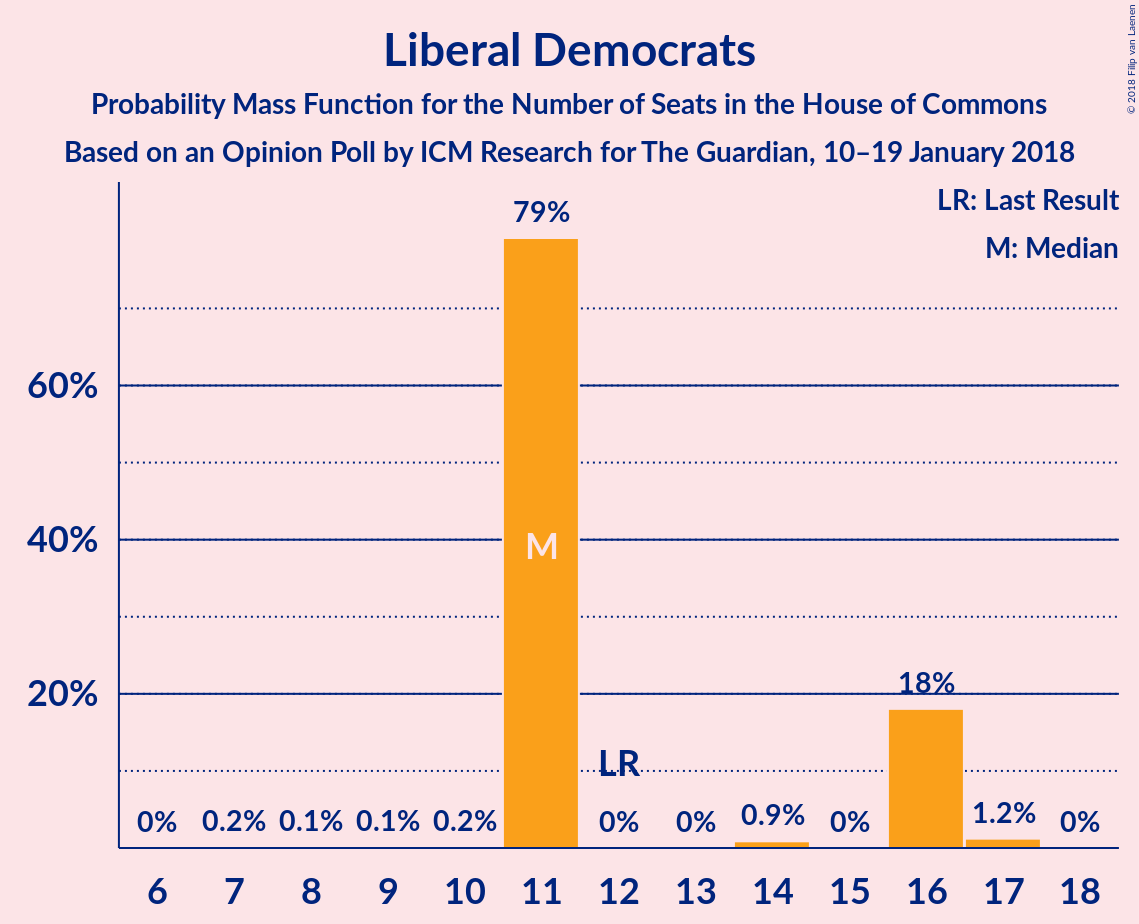 Liberal Democrats
Probability Mass Function for the Number of Seats in the House of Commons
Based on an Opinion Poll by ICM Research for The Guardian, 10–19 January 2018
© 2018 Filip van Laenen
LR: Last Result
M: Median
79%
60%
40%
20%
M
LR
18%
0% 0.2% 0.1% 0.1% 0.2% 0% 0% 0.9% 0% 1.2% 0%
6 7 8 9 10 11 12 13 14 15 16 17 18